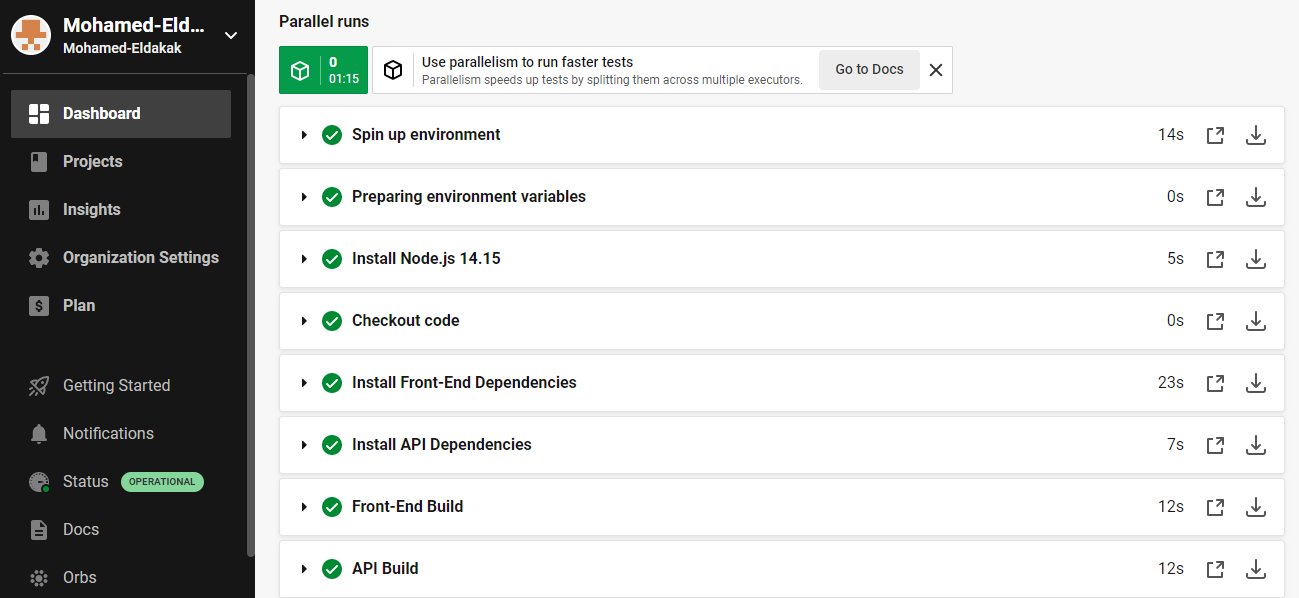 Mohamed-Eld...
Mohamed-Eldakak
Dashboard
Projects
Insights
Organization Settings
Plan
Getting Started
Notifications
Status OPERATIONAL
Docs
Orbs
Parallel runs
0
01:15
Use parallelism to run faster tests
Parallelism speeds up tests by splitting them across multiple executors.
Go to Docs
Spin up environment 14s
Preparing environment variables 0s
Install Node.js 14.15 5s
Checkout code 0s
Install Front-End Dependencies 23s
Install API Dependencies 7s
Front-End Build 12s
API Build 12s